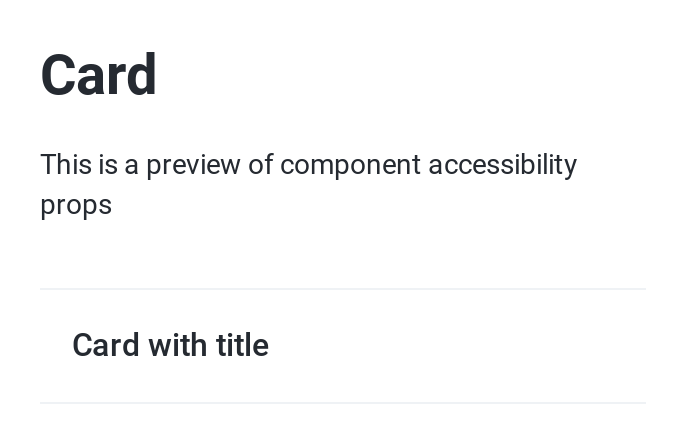 Card
This is a preview of component accessibility
props
Card with title